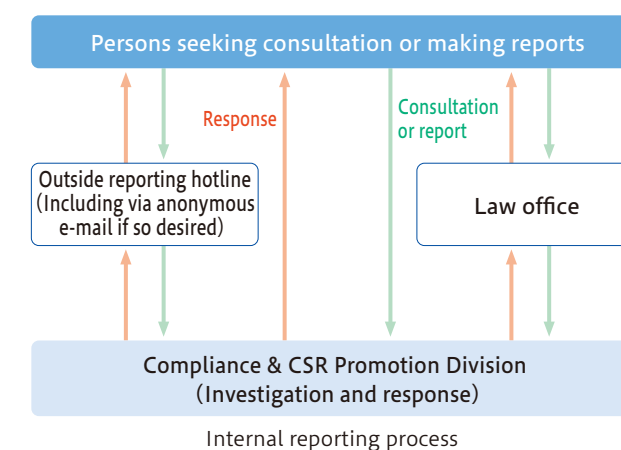 Persons seeking consultation or making reports
Response
Consultation
or report
Outside reporting hotline
(Including via anonymous
e-mail if so desired)
Law office
Compliance & CSR Promotion Division
(Investigation and response)
Internal reporting process